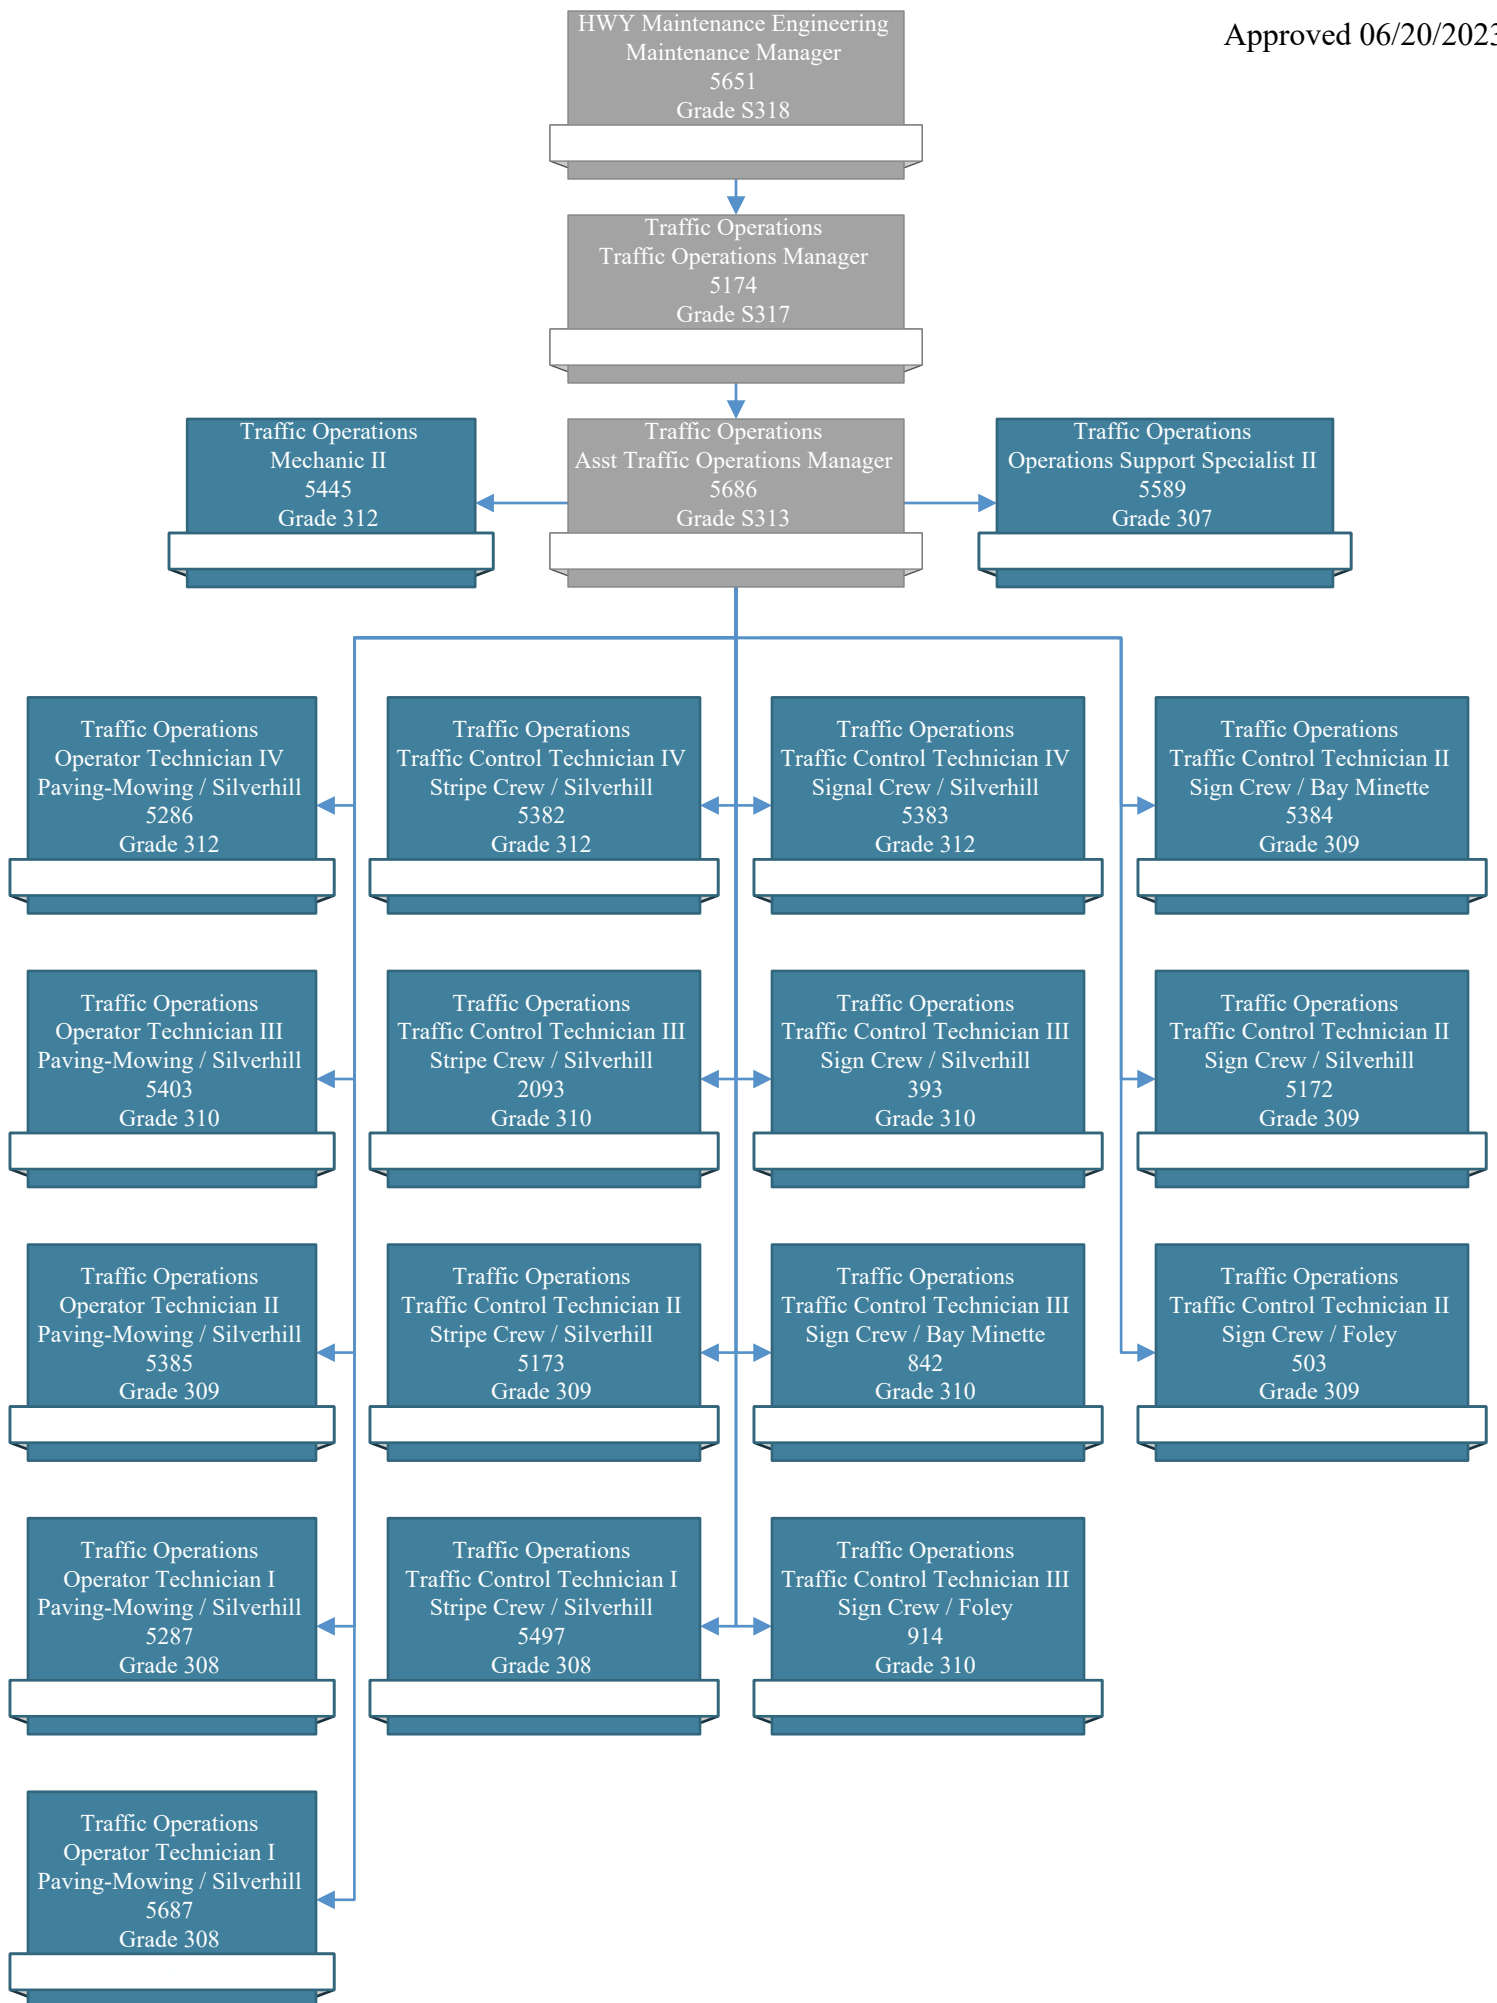 HWY Maintenance Engineering
Maintenance Manager
5651
Grade S318
Approved 06/20/2023
Traffic Operations
Traffic Operations Manager
5174
Grade S317
Traffic Operations
Mechanic II
5445
Grade 312
Traffic Operations
Asst Traffic Operations Manager
5686
Grade S313
Traffic Operations
Operations Support Specialist II
5589
Grade 307
Traffic Operations
Operator Technician IV
Paving-Mowing / Silverhill
5286
Grade 312
Traffic Operations
Traffic Control Technician IV
Stripe Crew / Silverhill
5382
Grade 312
Traffic Operations
Traffic Control Technician IV
Signal Crew / Silverhill
5383
Grade 312
Traffic Operations
Traffic Control Technician II
Sign Crew / Bay Minette
5384
Grade 309
Traffic Operations
Operator Technician III
Paving-Mowing / Silverhill
5403
Grade 310
Traffic Operations
Traffic Control Technician III
Stripe Crew / Silverhill
2093
Grade 310
Traffic Operations
Traffic Control Technician III
Sign Crew / Silverhill
393
Grade 310
Traffic Operations
Traffic Control Technician II
Sign Crew / Silverhill
5172
Grade 309
Traffic Operations
Operator Technician II
Paving-Mowing / Silverhill
5385
Grade 309
Traffic Operations
Traffic Control Technician II
Stripe Crew / Silverhill
5173
Grade 309
Traffic Operations
Traffic Control Technician III
Sign Crew / Bay Minette
842
Grade 310
Traffic Operations
Traffic Control Technician II
Sign Crew / Foley
503
Grade 309
Traffic Operations
Operator Technician I
Paving-Mowing / Silverhill
5287
Grade 308
Traffic Operations
Traffic Control Technician I
Stripe Crew / Silverhill
5497
Grade 308
Traffic Operations
Traffic Control Technician III
Sign Crew / Foley
914
Grade 310
Traffic Operations
Operator Technician I
Paving-Mowing / Silverhill
5687
Grade 308